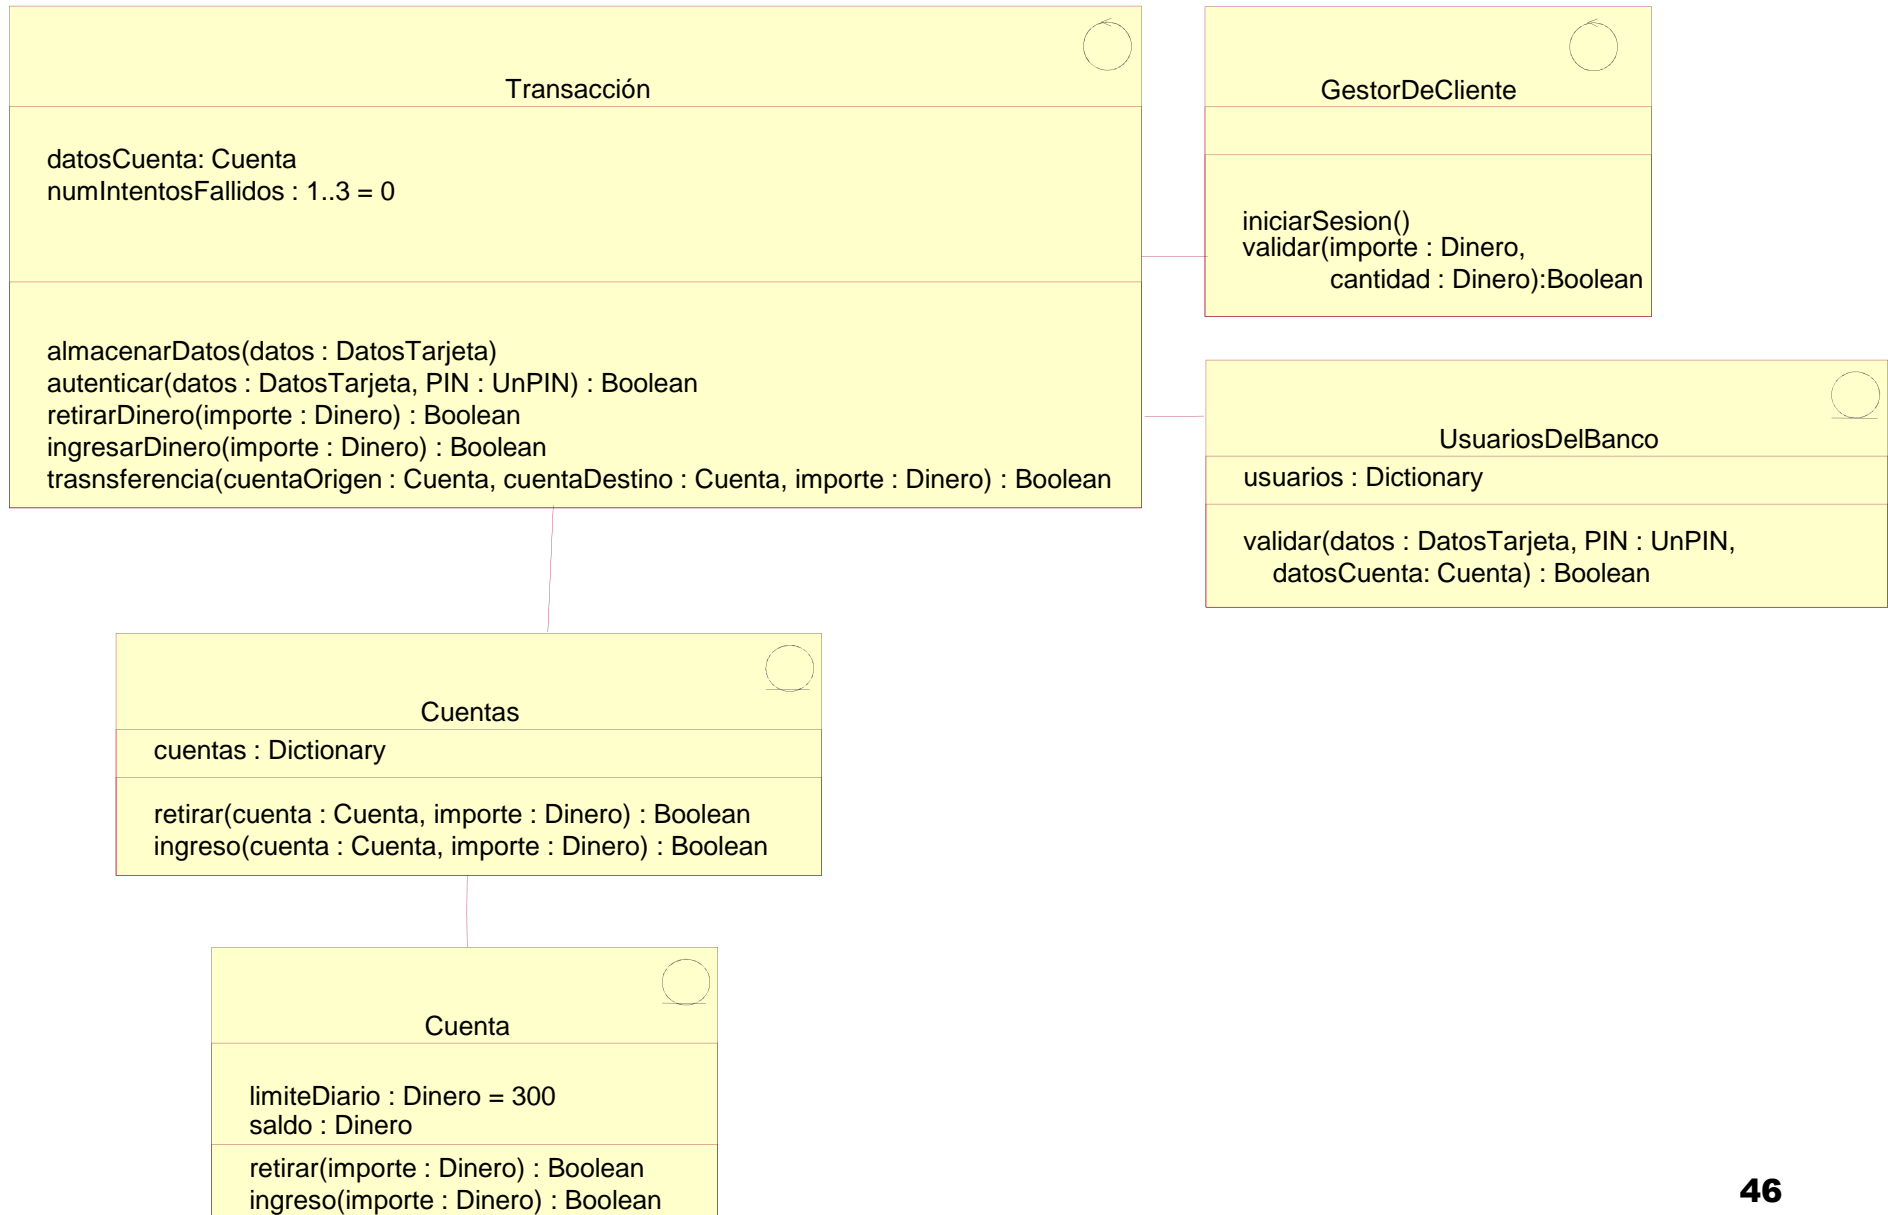 Transacción
datosCuenta: Cuenta
numIntentosFallidos : 1..3 = 0
almacenarDatos(datos : DatosTarjeta)
autenticar(datos : DatosTarjeta, PIN : UnPIN) : Boolean
retirarDinero(importe : Dinero) : Boolean
ingresarDinero(importe : Dinero) : Boolean
trasnsferencia(cuentaOrigen : Cuenta, cuentaDestino : Cuenta, importe : Dinero) : Boolean
GestorDeCliente
iniciarSesion()
validar(importe : Dinero,
cantidad : Dinero):Boolean
UsuariosDelBanco
usuarios : Dictionary
validar(datos : DatosTarjeta, PIN : UnPIN,
datosCuenta: Cuenta) : Boolean
Cuentas
cuentas : Dictionary
retirar(cuenta : Cuenta, importe : Dinero) : Boolean
ingreso(cuenta : Cuenta, importe : Dinero) : Boolean
Cuenta
limiteDiario : Dinero = 300
saldo : Dinero
retirar(importe : Dinero) : Boolean
ingreso(importe : Dinero) : Boolean
46